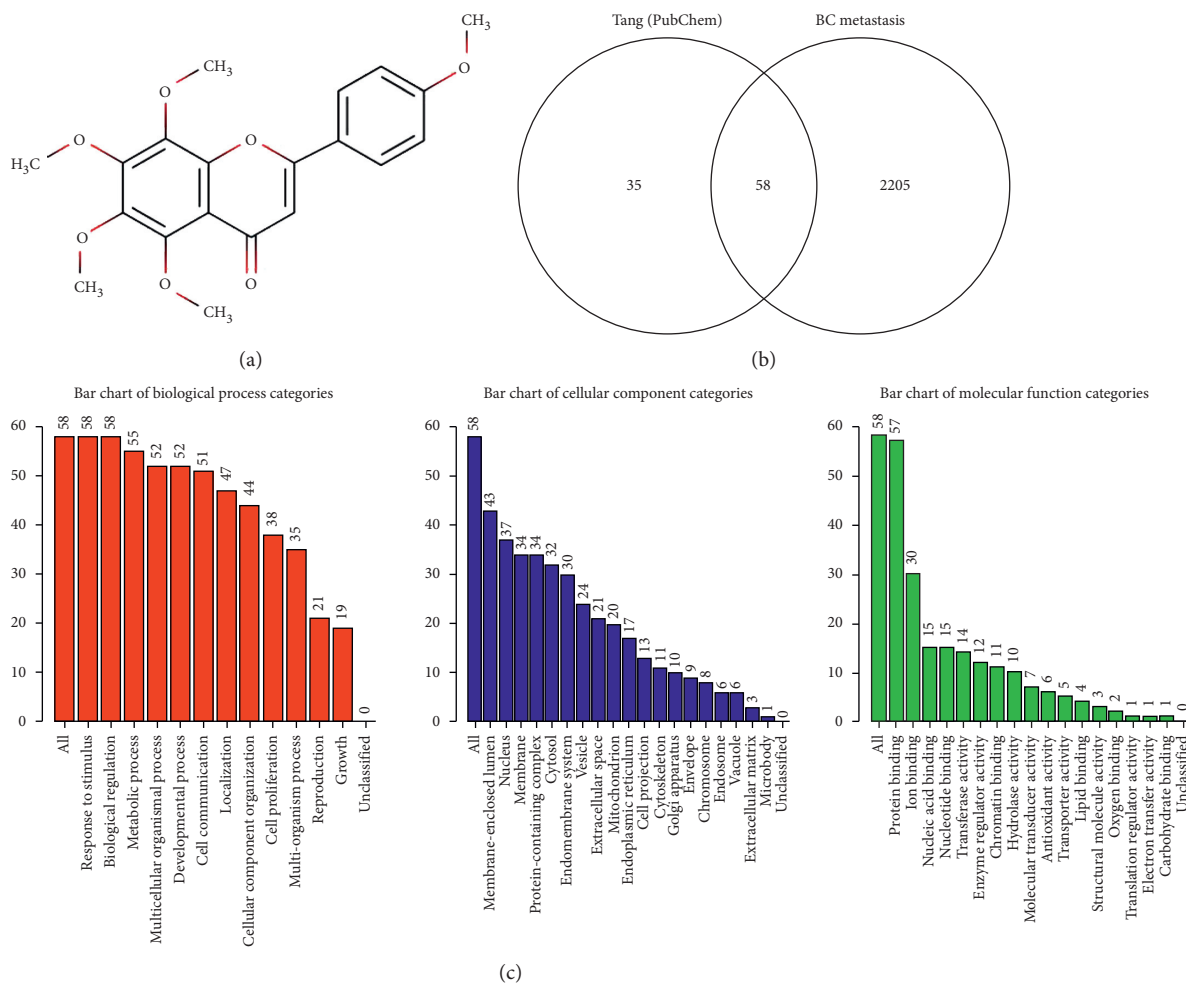 CH₃
O
O
CH₃
O
H₃C
O
O
CH₃
O
CH₃
O
(a)
Tang (PubChem)
BC metastasis
35
58
2205
(b)
Bar chart of biological process categories
60
50
40
30
20
10
0
58
58
58
55
52
52
51
47
44
38
35
21
19
0
All
Response to stimulus
Biological regulation
Metabolic process
Multicellular organismal process
Developmental process
Cell communication
Localization
Cellular component organization
Cell proliferation
Multi-organism process
Reproduction
Growth
Unclassified
Bar chart of cellular component categories
60
50
40
30
20
10
0
58
43
37
34
34
32
30
24
21
20
17
13
11
10
9
8
6
6
3
1
0
All
Membrane-enclosed lumen
Nucleus
Membrane
Protein-containing complex
Cytosol
Endomembrane system
Vesicle
Extracellular space
Mitochondrion
Endoplasmic reticulum
Cell projection
Cytoskeleton
Golgi apparatus
Envelope
Chromosome
Endosome
Vacuole
Extracellular matrix
Microbody
Unclassified
Bar chart of molecular function categories
60
50
40
30
20
10
0
58
57
30
15
15
14
12
11
10
7
6
5
4
3
2
1
1
1
0
All
Protein binding
Ion binding
Nucleic acid binding
Nucleotide binding
Transferase activity
Enzyme regulator activity
Chromatin binding
Hydrolase activity
Molecular transducer activity
Antioxidant activity
Transporter activity
Lipid binding
Structural molecule activity
Oxygen binding
Translation regulator activity
Electron transfer activity
Carbohydrate binding
Unclassified
(c)